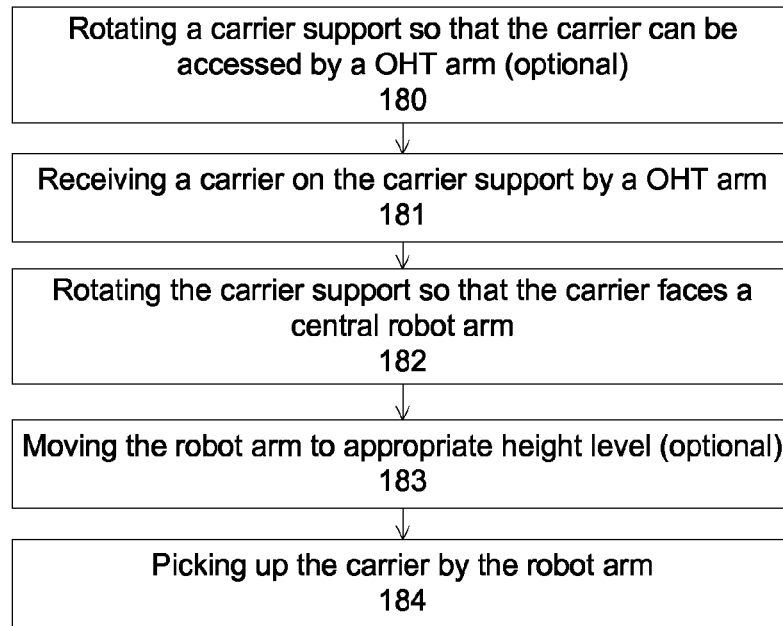 Rotating a carrier support so that the carrier can be
accessed by a OHT arm (optional)
180
Receiving a carrier on the carrier support by a OHT arm
181
Rotating the carrier support so that the carrier faces a
central robot arm
182
Moving the robot arm to appropriate height level (optional)
183
Picking up the carrier by the robot arm
184